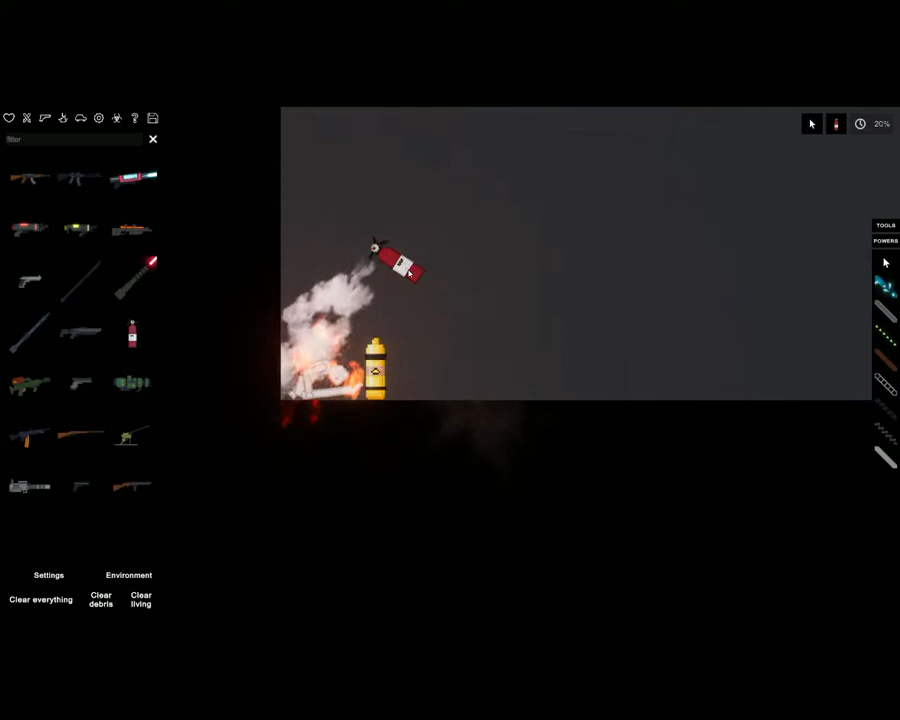 filter
20%
TOOLS
POWERS
Settings
Environment
Clear everything
Clear
debris
Clear
living